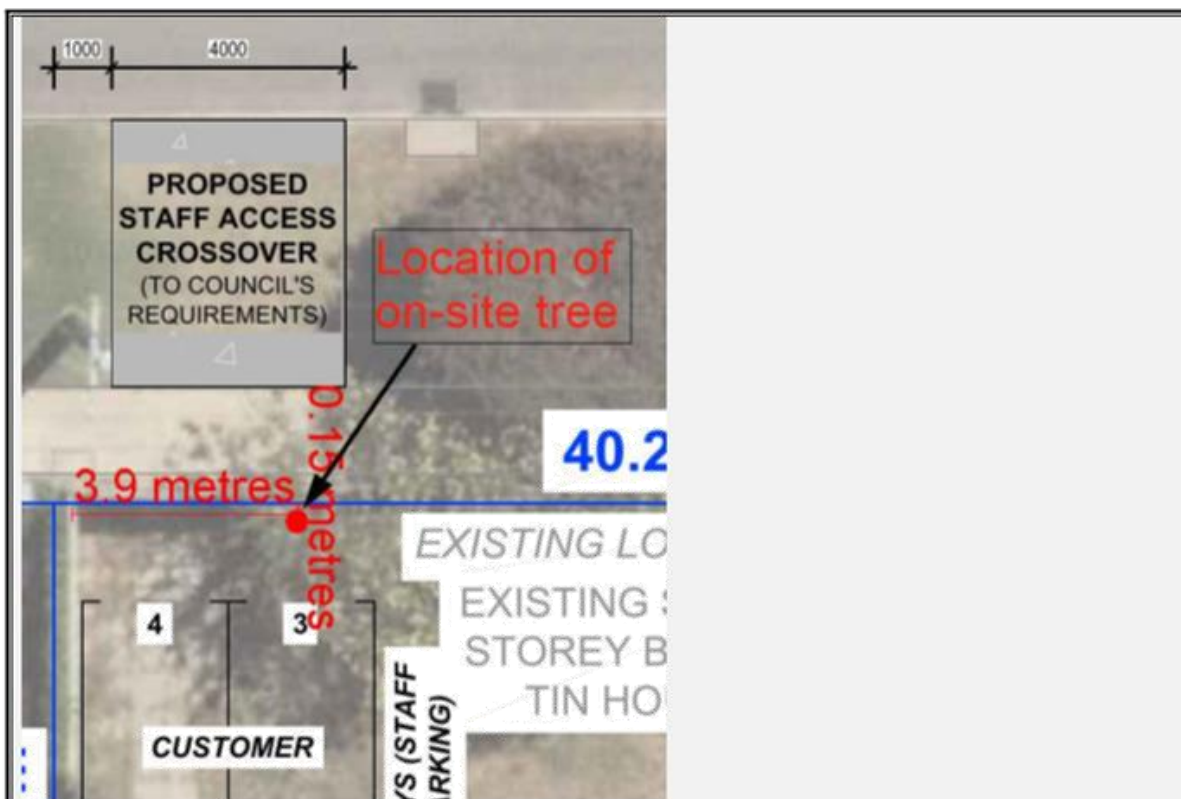 1000
4000
PROPOSED
STAFF ACCESS
CROSSOVER
(TO COUNCIL'S
REQUIREMENTS)
Location of
on-site tree
0.15 metres
40.2
3.9 metres
EXISTING LO
EXISTING S
STOREY B
TIN HO
4
3
CUSTOMER
YS (STAFF
ARKING)